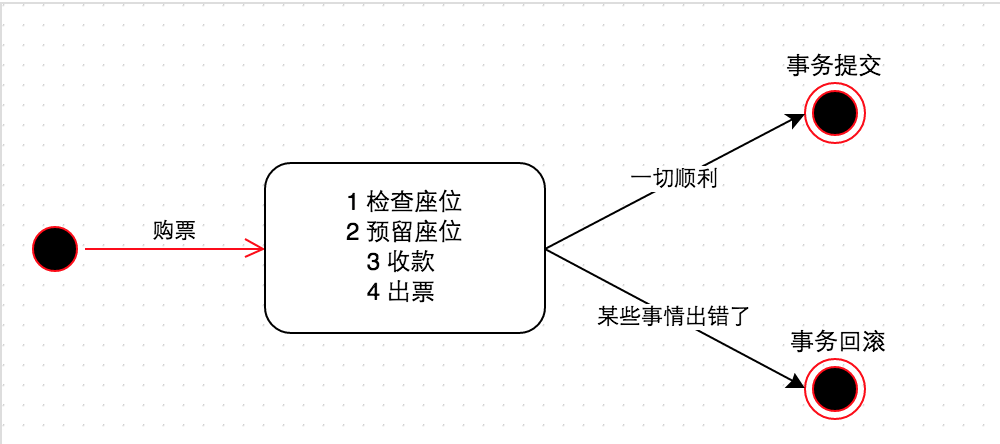 事务提交
一切顺利
购票
1 检查座位
2 预留座位
3 收款
4 出票
某些事情出错了
事务回滚